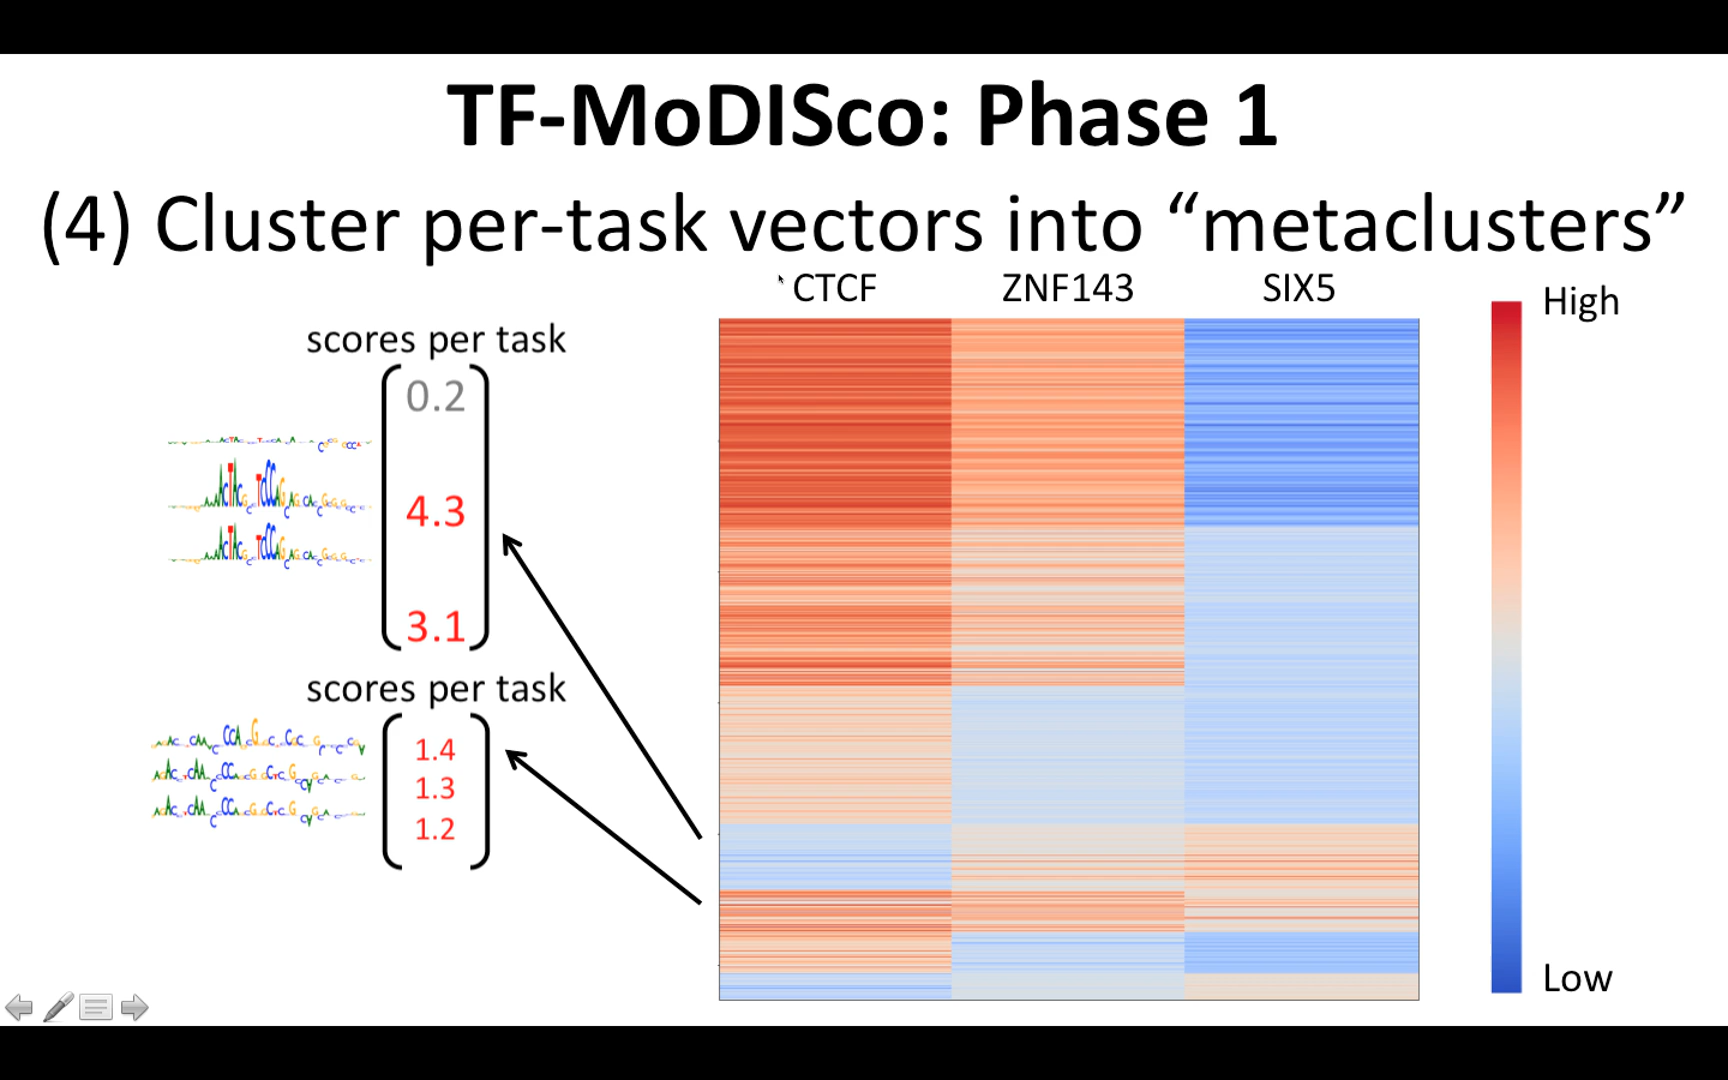 TF-MoDISco: Phase 1
(4) Cluster per-task vectors into “metaclusters”
CTCF ZNF143 SIX5
High
scores per task
0.2
4.3
3.1
scores per task
1.4
1.3
1.2
Low